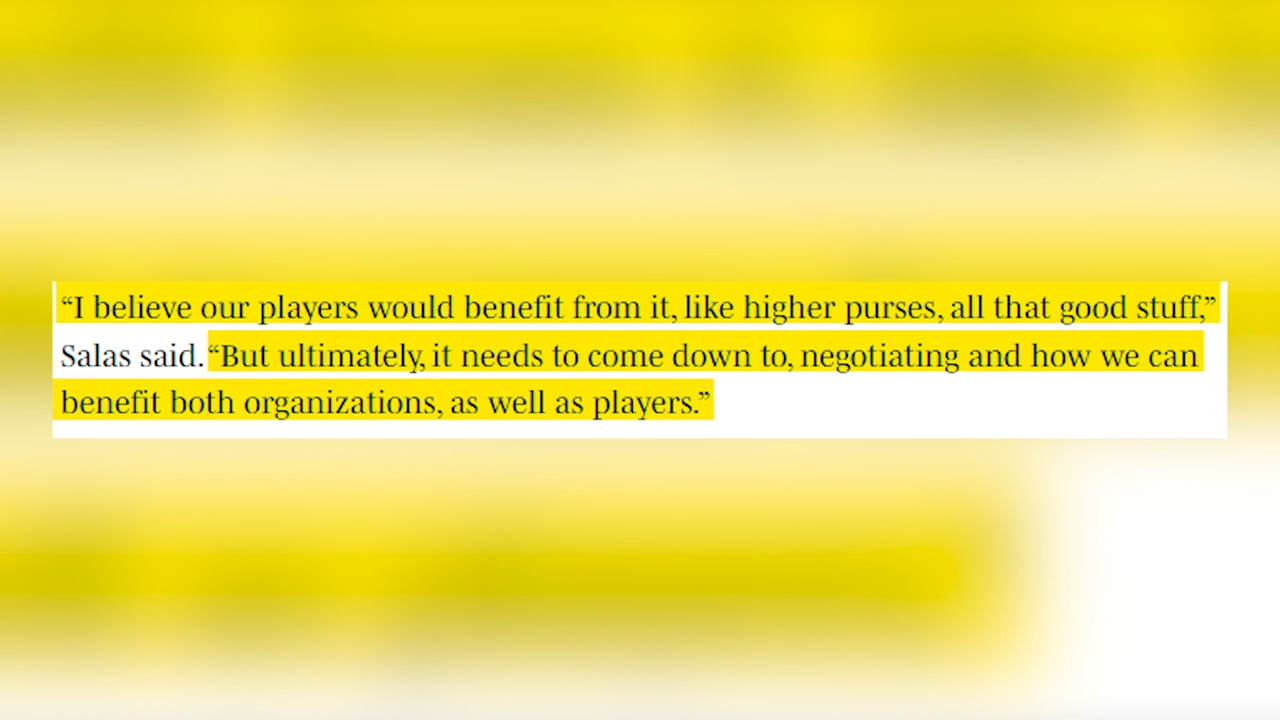 “I believe our players would benefit from it, like higher purses, all that good stuff,”
Salas said. “But ultimately, it needs to come down to, negotiating and how we can
benefit both organizations, as well as players.”